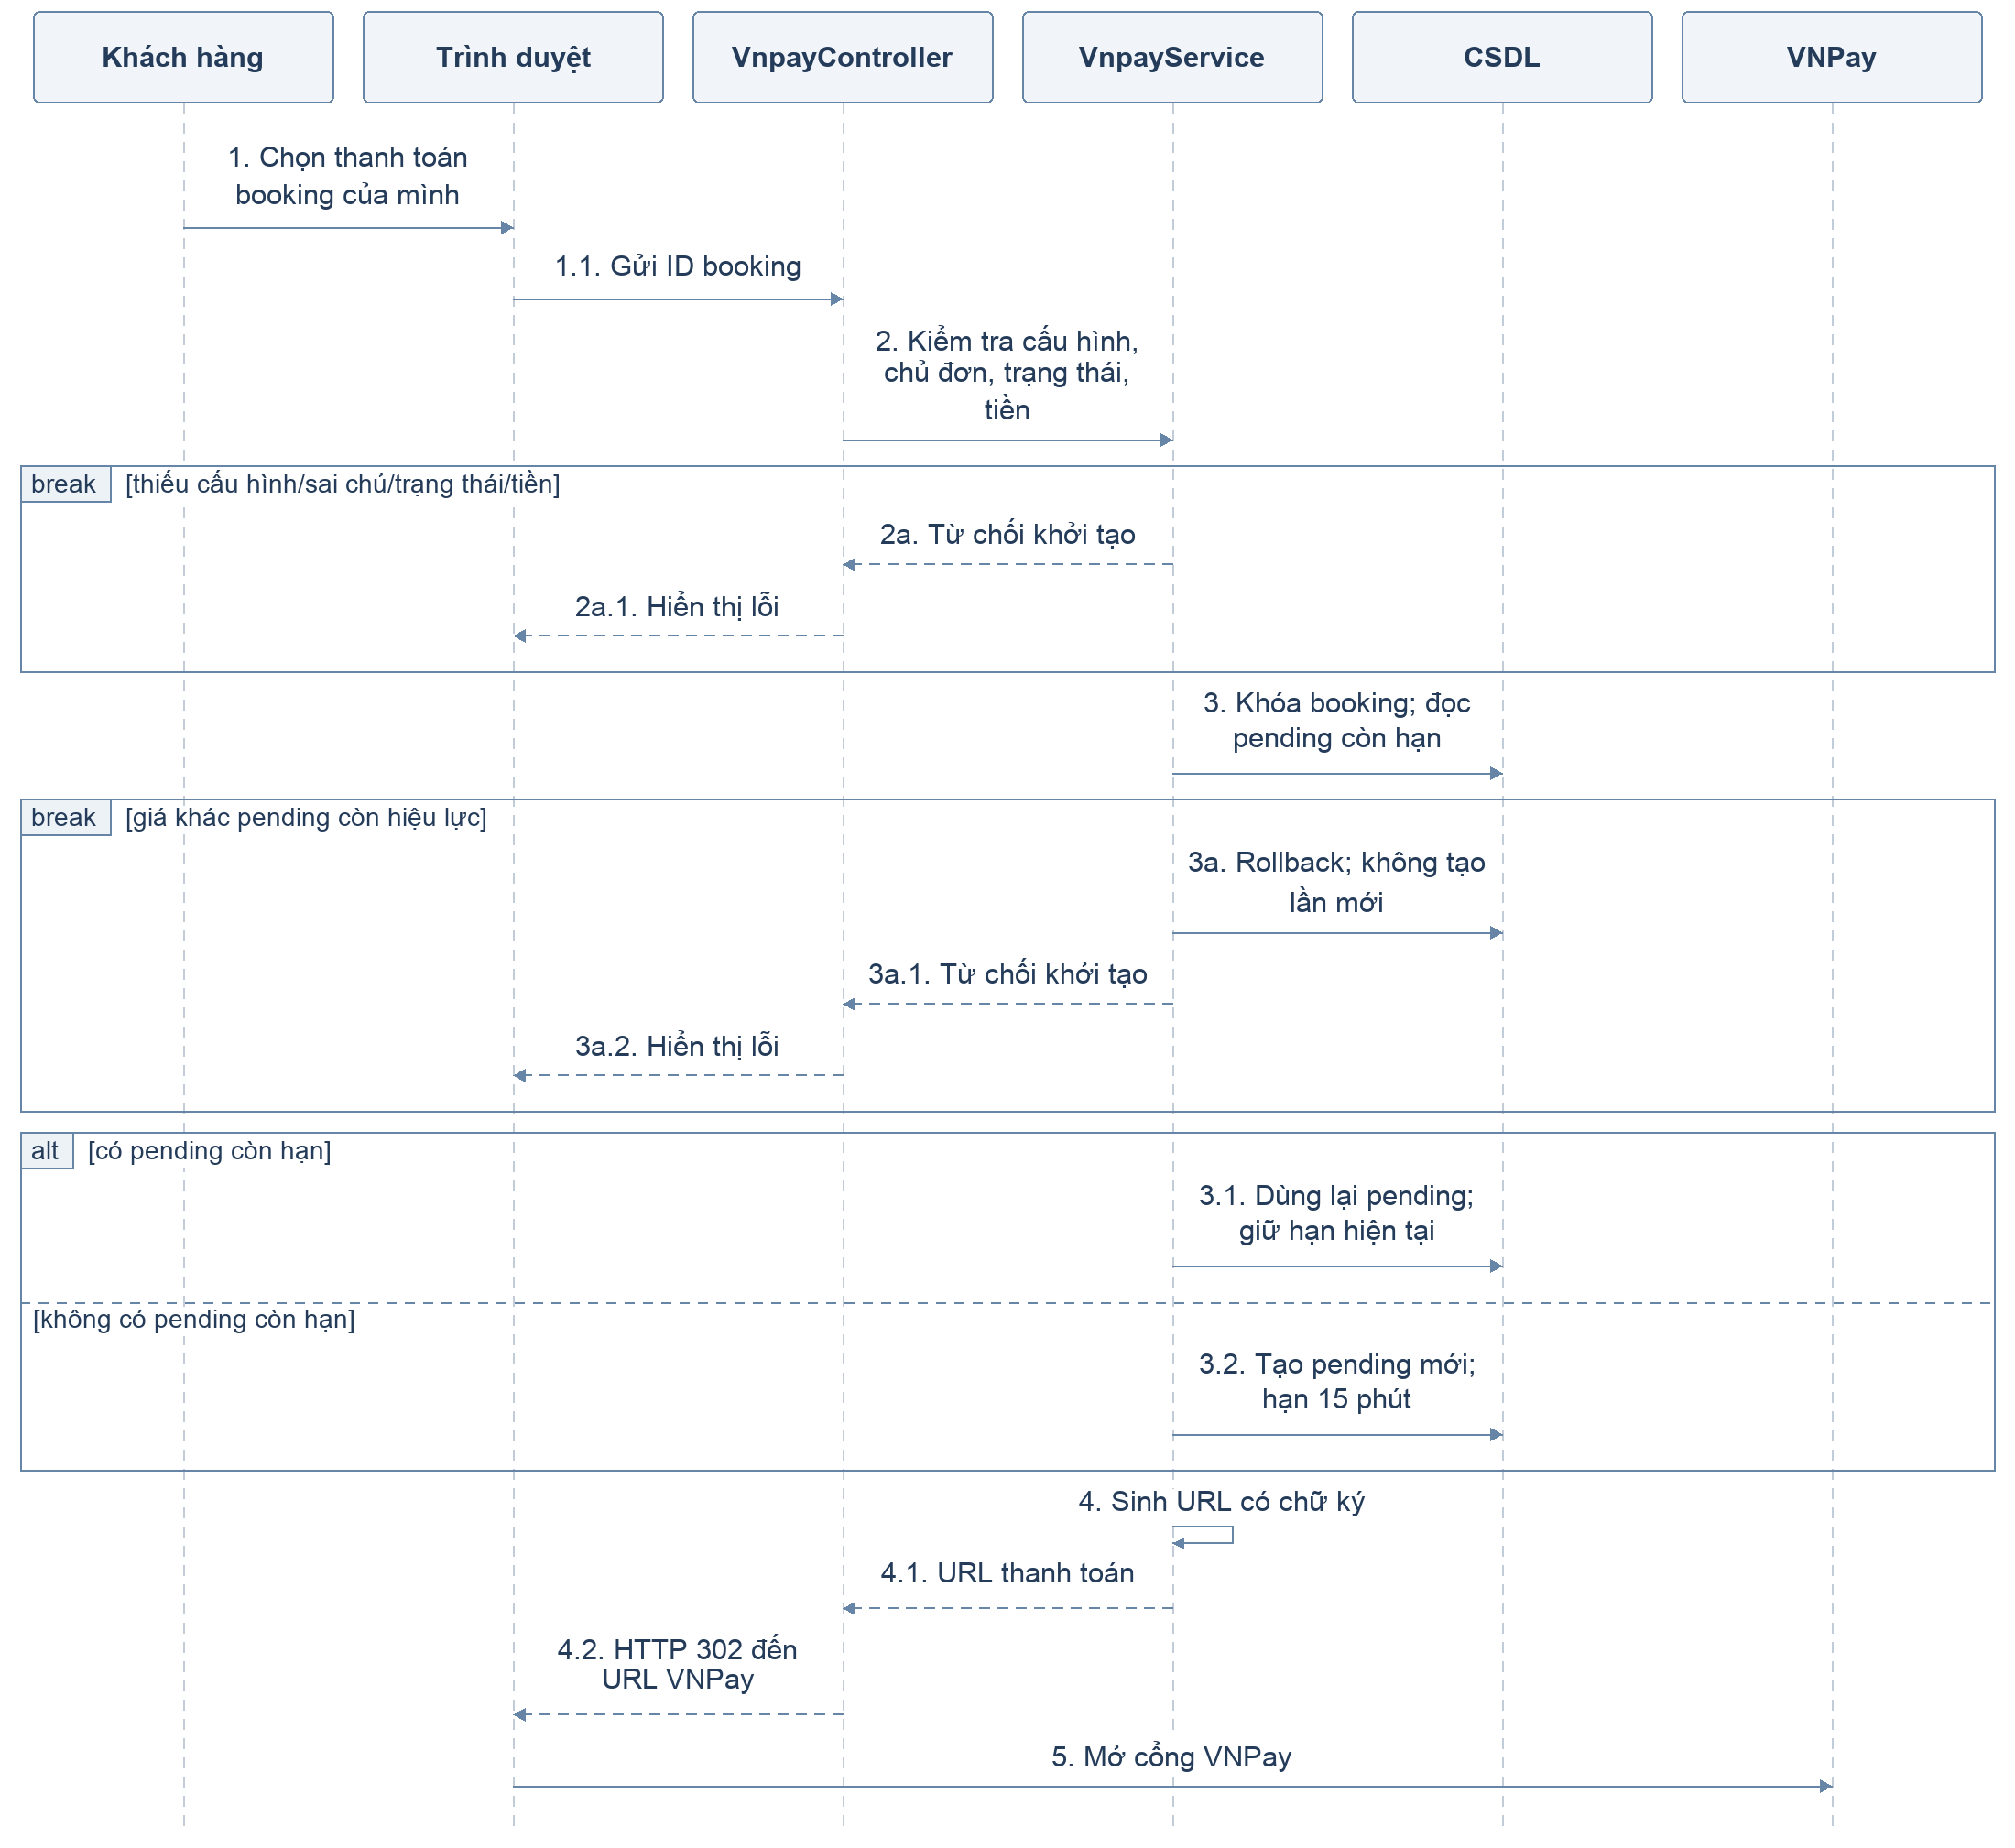 Khách hàng
Trình duyệt
VnpayController
VnpayService
CSDL
VNPay
1. Chọn thanh toán
booking của mình
1.1. Gửi ID booking
2. Kiểm tra cấu hình,
chủ đơn, trạng thái,
tiền
break [thiếu cấu hình/sai chủ/trạng thái/tiền]
2a. Từ chối khởi tạo
2a.1. Hiển thị lỗi
3. Khóa booking; đọc
pending còn hạn
break [giá khác pending còn hiệu lực]
3a. Rollback; không tạo
lần mới
3a.1. Từ chối khởi tạo
3a.2. Hiển thị lỗi
alt [có pending còn hạn]
3.1. Dùng lại pending;
giữ hạn hiện tại
[không có pending còn hạn]
3.2. Tạo pending mới;
hạn 15 phút
4. Sinh URL có chữ ký
4.1. URL thanh toán
4.2. HTTP 302 đến
URL VNPay
5. Mở cổng VNPay